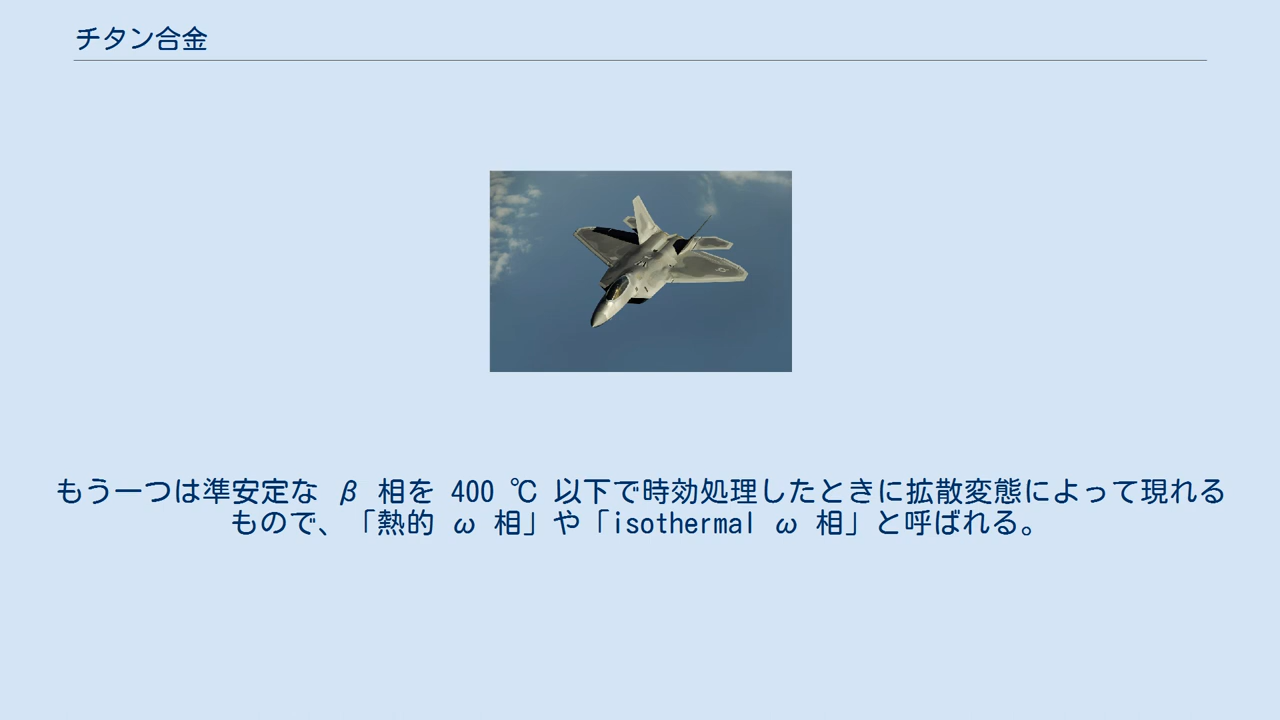 チタン合金
もう一つは準安定な β 相を 400 ℃ 以下で時効処理したときに拡散変態によって現れる
もので、「熱的 ω 相」や「isothermal ω 相」と呼ばれる。